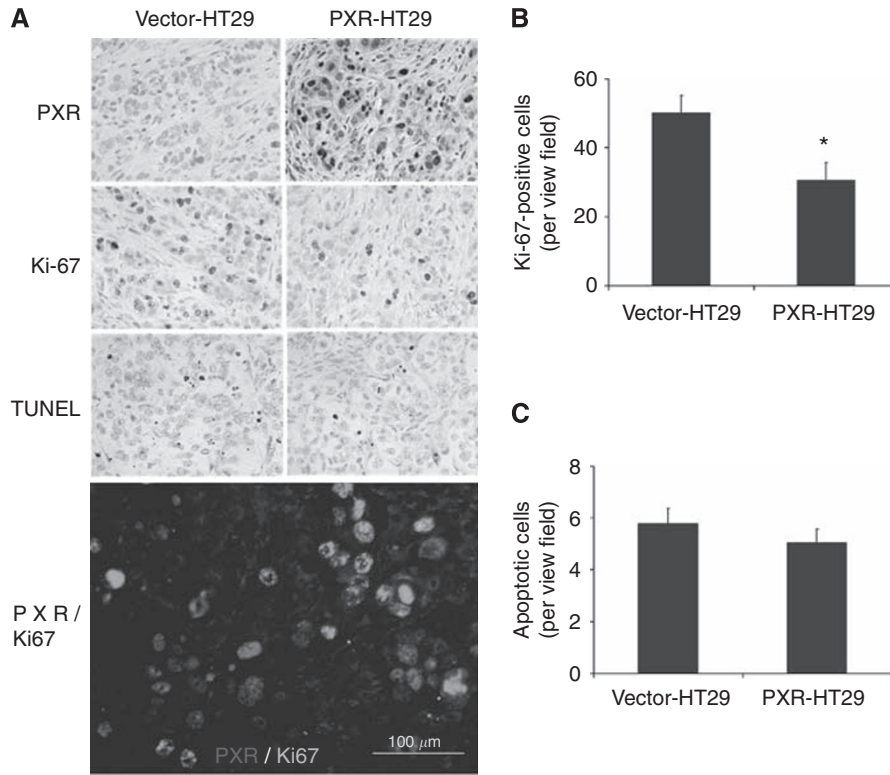 A
Vector-HT29
PXR-HT29
PXR
Ki-67
TUNEL
P X R /
Ki67
PXR / Ki67
100 μm
B
Ki-67-positive cells
(per view field)
60
40
20
0
*
Vector-HT29
PXR-HT29
C
Apoptotic cells
(per view field)
8
6
4
2
0
Vector-HT29
PXR-HT29